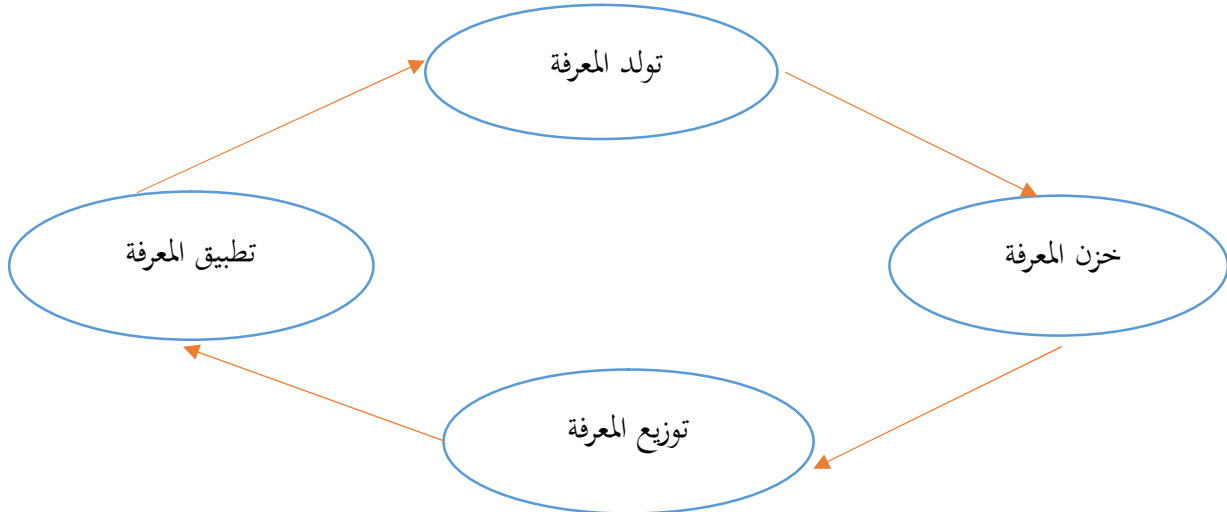 تولد المعرفة
خزن المعرفة
تطبيق المعرفة
توزيع المعرفة